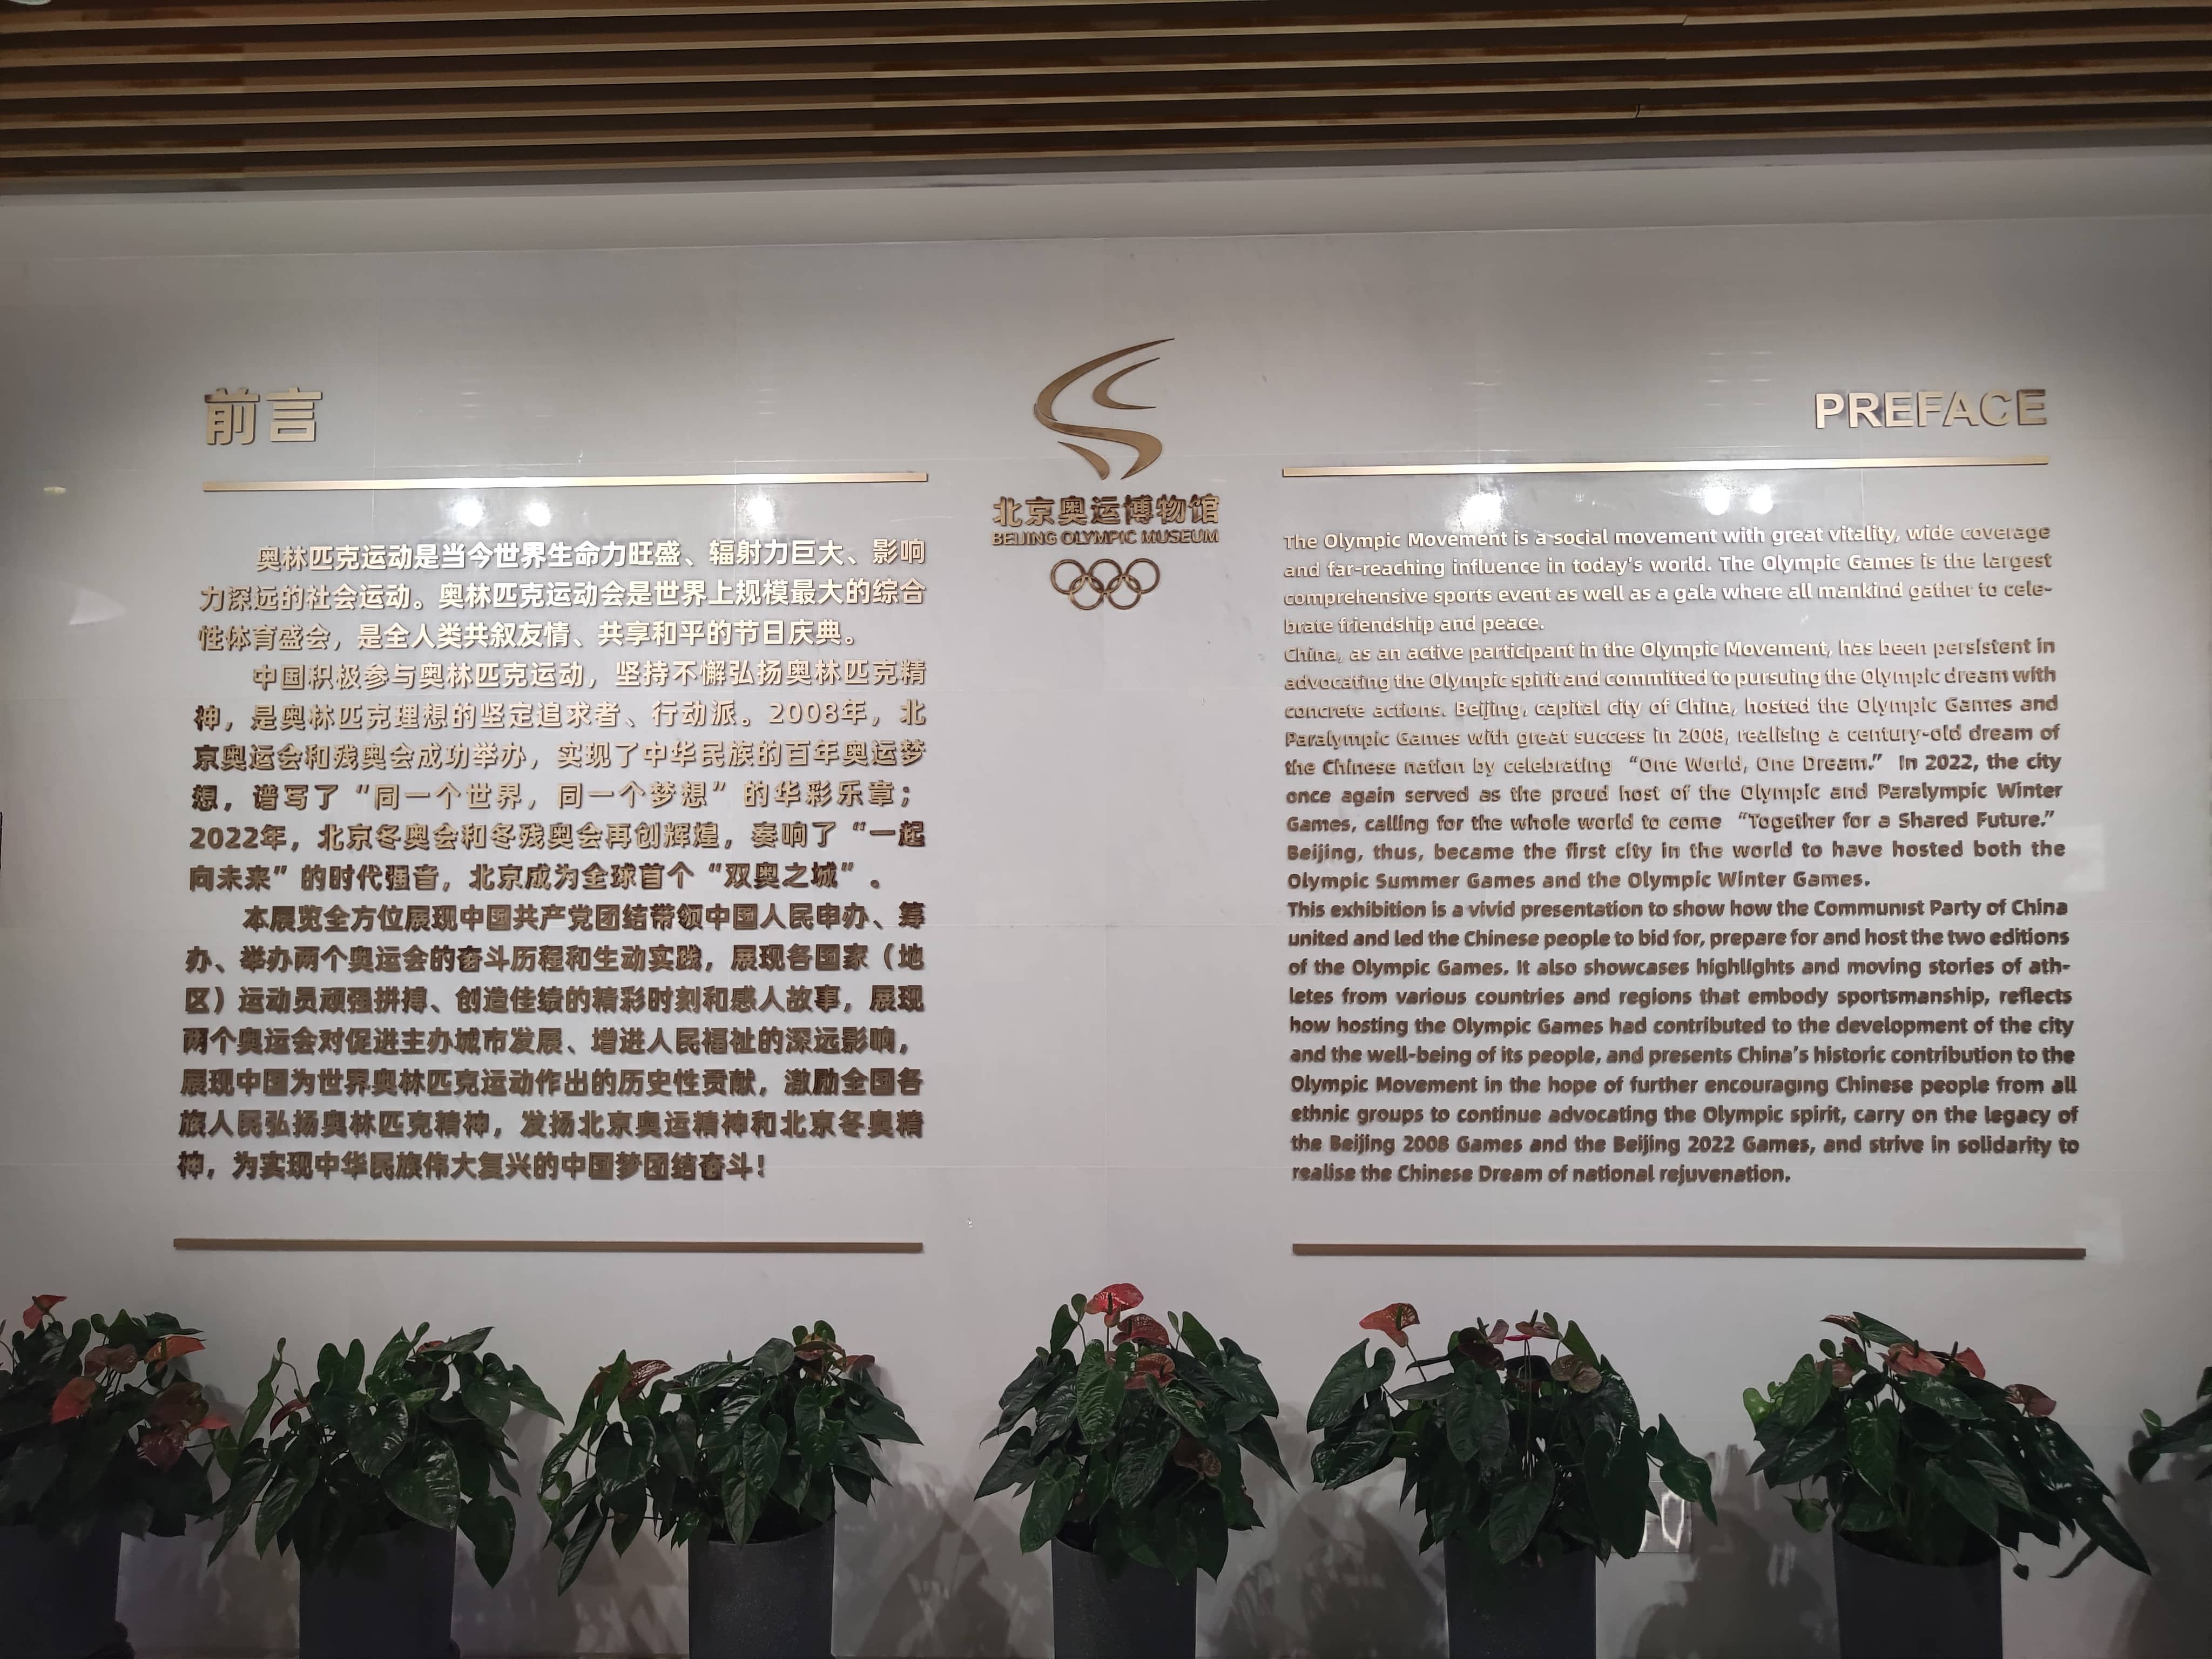 前言
奥林匹克运动是当今世界生命力旺盛、辐射力巨大、影响
力深远的社会运动。奥林匹克运动会是世界上规模最大的综合
性体育盛会，是全人类共叙友情、共享和平的节日庆典。
中国积极参与奥林匹克运动，坚持不懈弘扬奥林匹克精
神，是奥林匹克理想的坚定追求者、行动派。2008年，北
京奥运会和残奥会成功举办，实现了中华民族的百年奥运梦
想，谱写了“同一个世界，同一个梦想”的华彩乐章；
2022年，北京冬奥会和冬残奥会再创辉煌，奏响了“一起
向未来”的时代强音，北京成为全球首个“双奥之城”。
本展览全方位展现中国共产党团结带领中国人民申办、筹
办、举办两个奥运会的奋斗历程和生动实践，展现各国家（地
区）运动员顽强拼搏、创造佳绩的精彩时刻和感人故事，展现
两个奥运会对促进主办城市发展、增进人民福祉的深远影响，
展现中国为世界奥林匹克运动作出的历史性贡献，激励全国各
族人民弘扬奥林匹克精神，发扬北京奥运精神和北京冬奥精
神，为实现中华民族伟大复兴的中国梦团结奋斗！
北京奥运博物馆
BEIJING OLYMPIC MUSEUM
PREFACE
The Olympic Movement is a social movement with great vitality, wide coverage
and far-reaching influence in today's world. The Olympic Games is the largest
comprehensive sports event as well as a gala where all mankind gather to cele-
brate friendship and peace.
China, as an active participant in the Olympic Movement, has been persistent in
advocating the Olympic spirit and committed to pursuing the Olympic dream with
concrete actions. Beijing, capital city of China, hosted the Olympic Games and
Paralympic Games with great success in 2008, realising a century-old dream of
the Chinese nation by celebrating “One World, One Dream.” In 2022, the city
once again served as the proud host of the Olympic and Paralympic Winter
Games, calling for the whole world to come “Together for a Shared Future.”
Beijing, thus, became the first city in the world to have hosted both the
Olympic Summer Games and the Olympic Winter Games.
This exhibition is a vivid presentation to show how the Communist Party of China
united and led the Chinese people to bid for, prepare for and host the two editions
of the Olympic Games. It also showcases highlights and moving stories of ath-
letes from various countries and regions that embody sportsmanship, reflects
how hosting the Olympic Games had contributed to the development of the city
and the well-being of its people, and presents China's historic contribution to the
Olympic Movement in the hope of further encouraging Chinese people from all
ethnic groups to continue advocating the Olympic spirit, carry on the legacy of
the Beijing 2008 Games and the Beijing 2022 Games, and strive in solidarity to
realise the Chinese Dream of national rejuvenation.